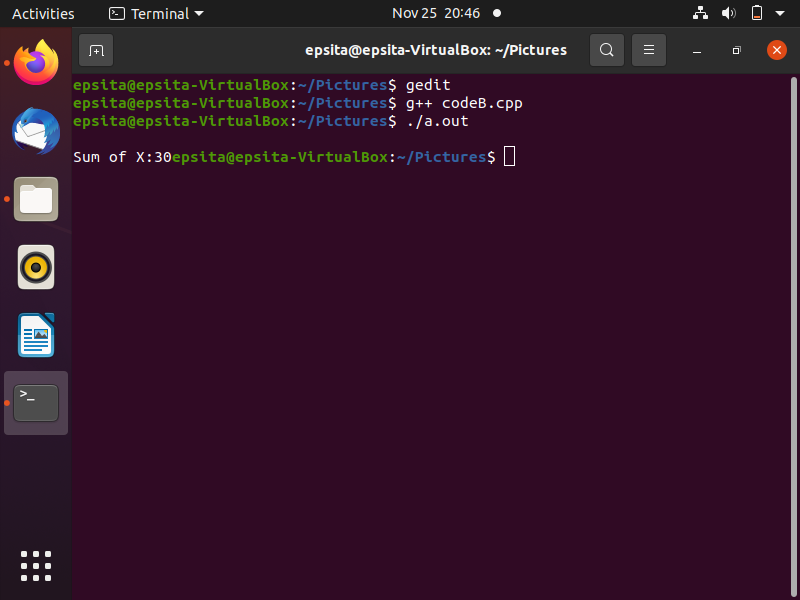 Activities Terminal Nov 25 20:46
epsita@epsita-VirtualBox: ~/Pictures
epsita@epsita-VirtualBox:~/Pictures$ gedit
epsita@epsita-VirtualBox:~/Pictures$ g++ codeB.cpp
epsita@epsita-VirtualBox:~/Pictures$ ./a.out
Sum of X:30epsita@epsita-VirtualBox:~/Pictures$
>_